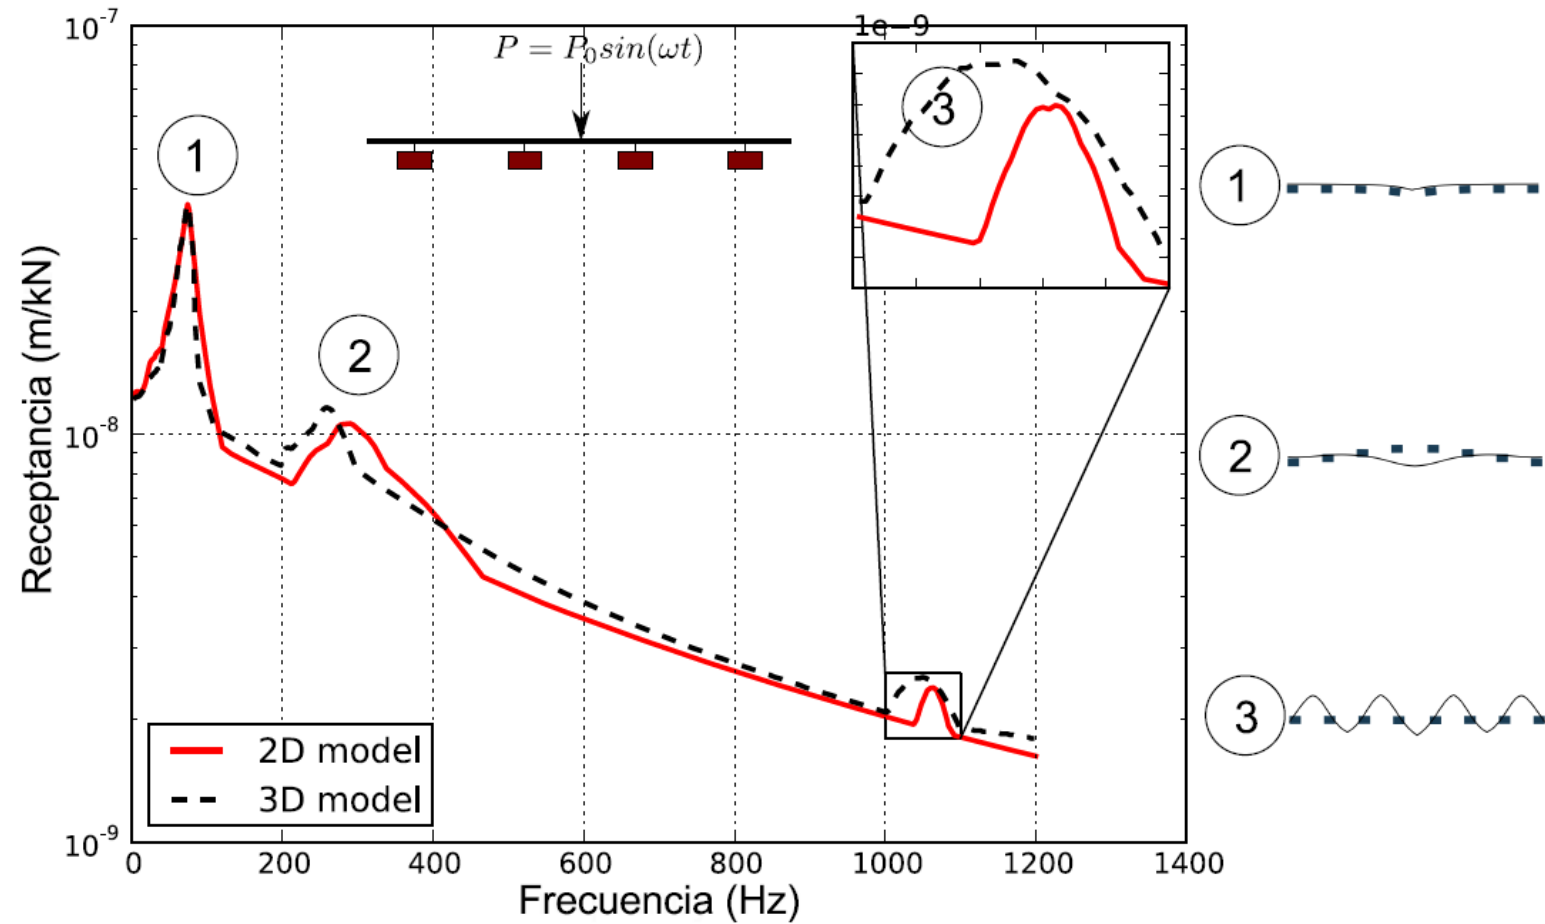 1e−9
P = P₀sin(ωt)
10⁻⁷
10⁻⁸
10⁻⁹
Receptancia (m/kN)
1
2
3
2D model
3D model
0 200 400 600 800 1000 1200 1400
Frecuencia (Hz)
1
2
3